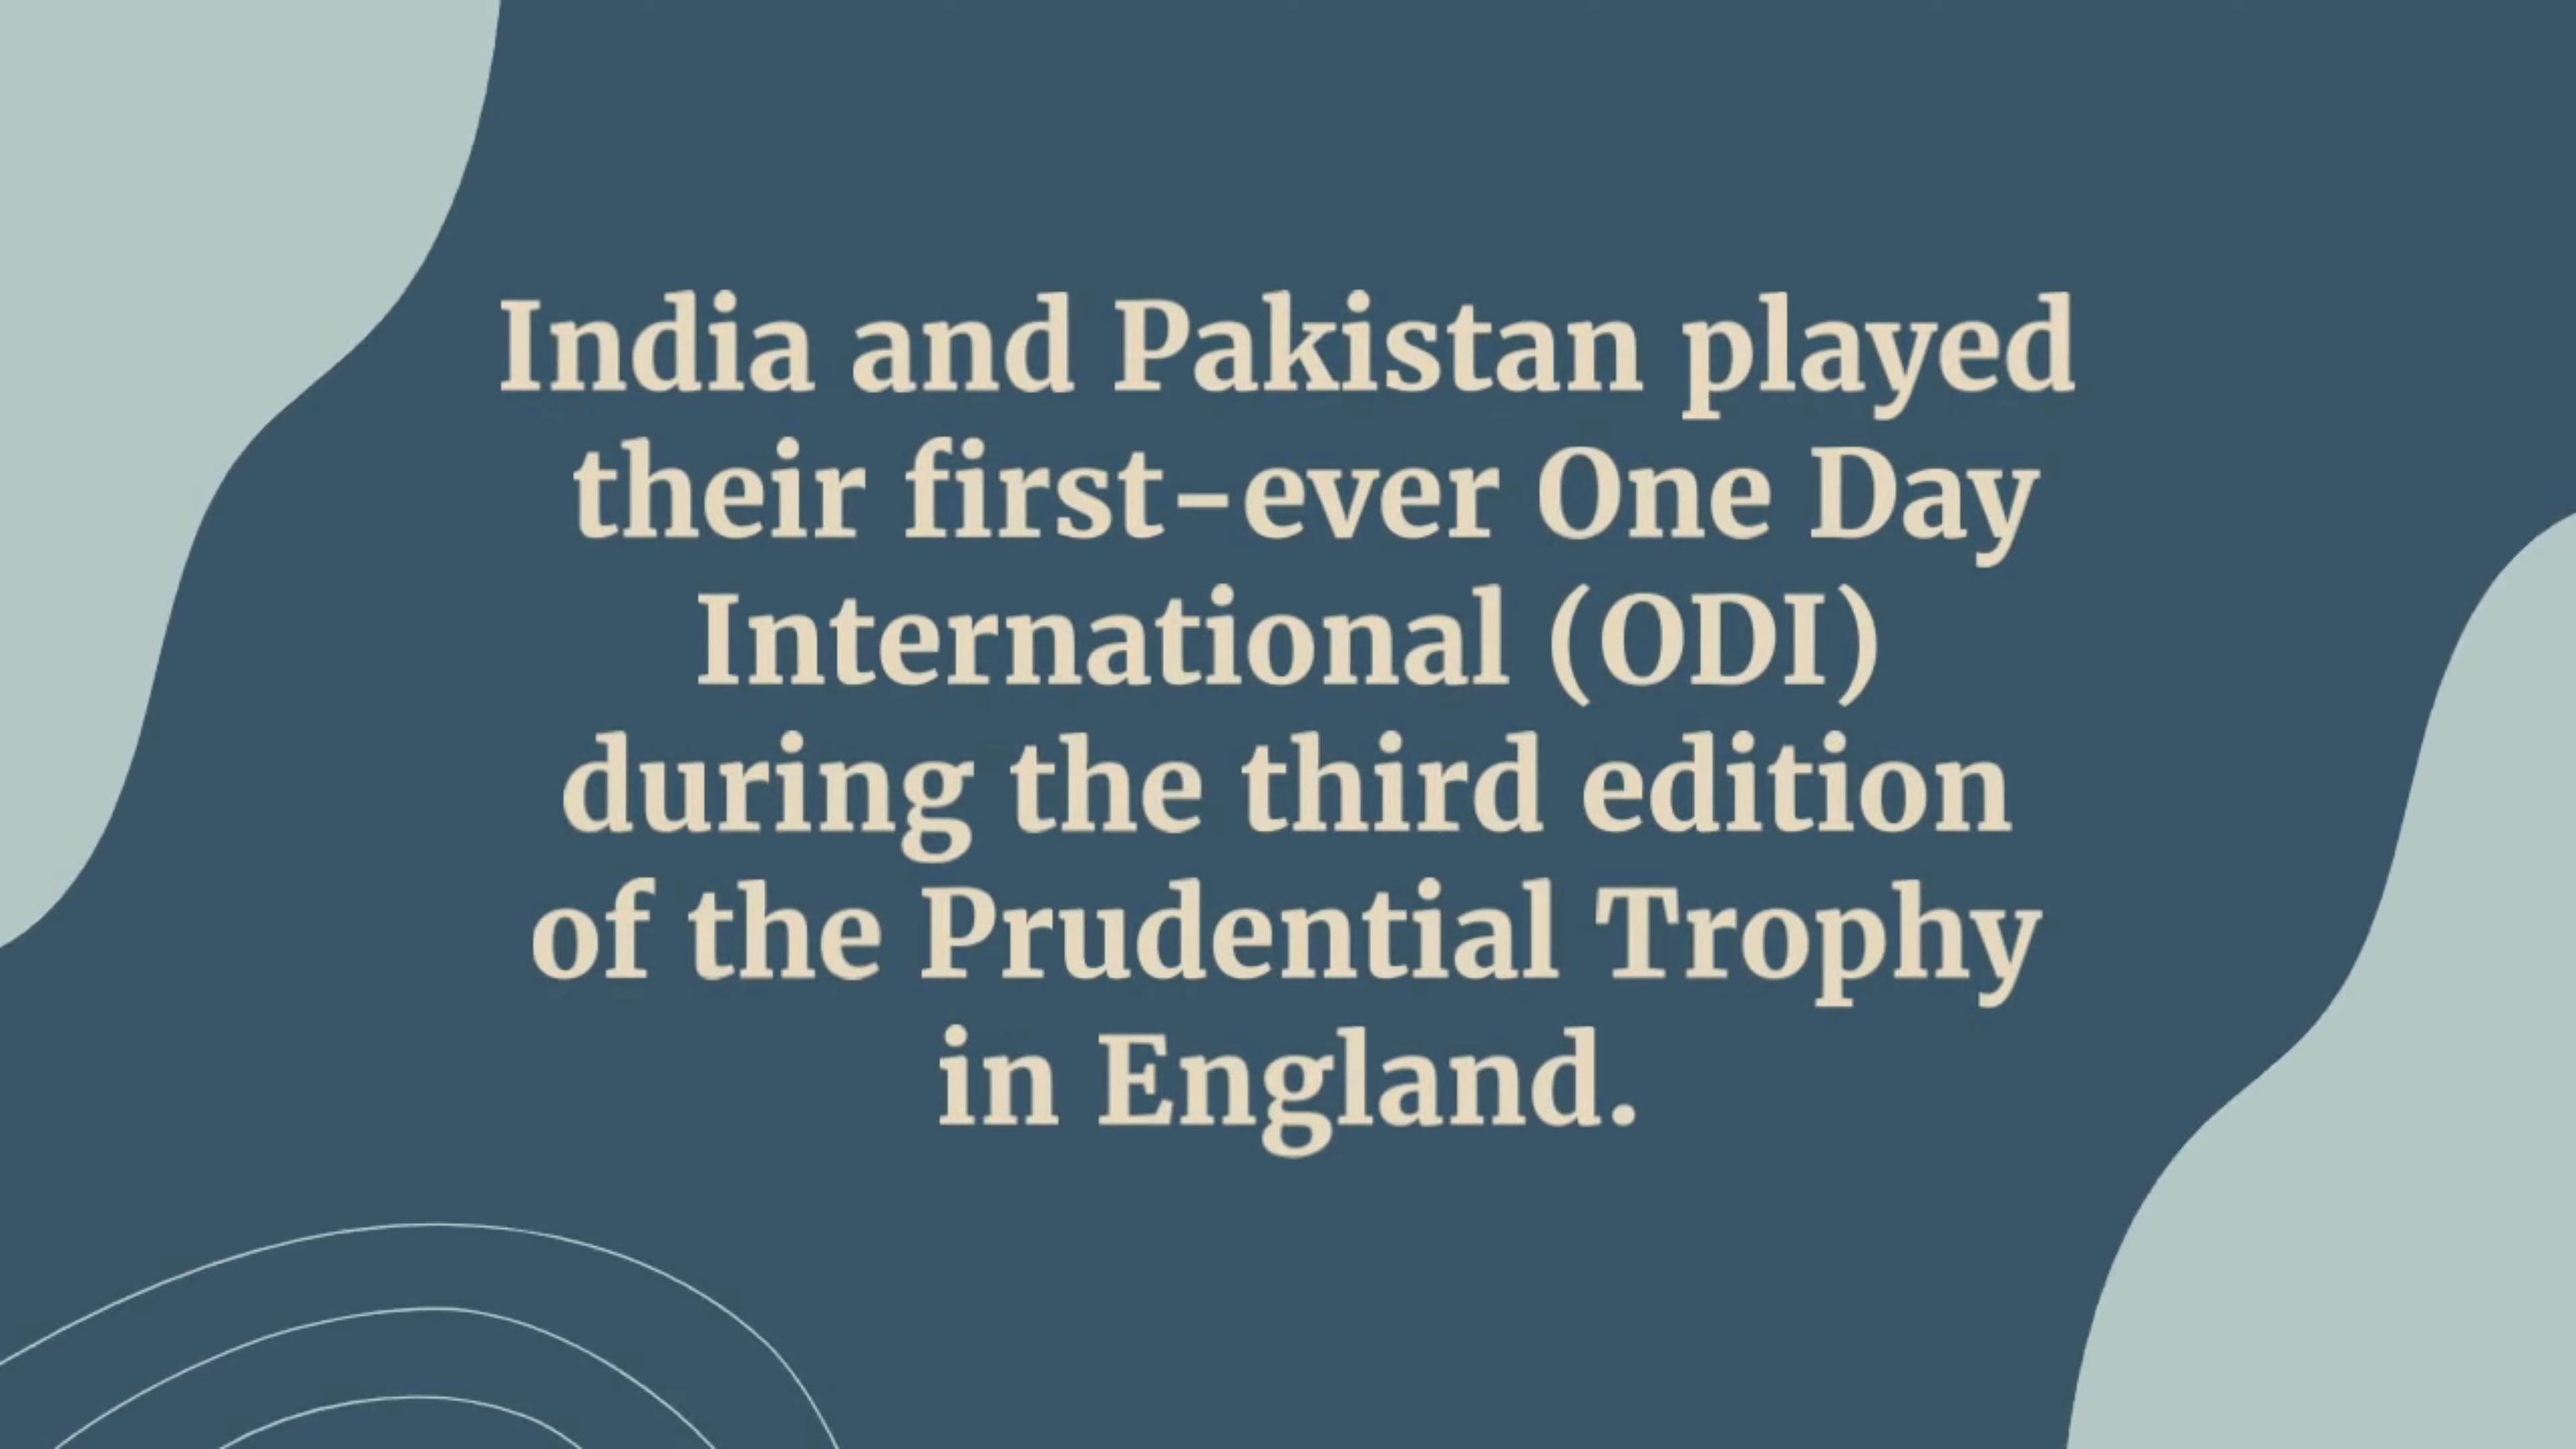 India and Pakistan played
their first-ever One Day
International (ODI)
during the third edition
of the Prudential Trophy
in England.